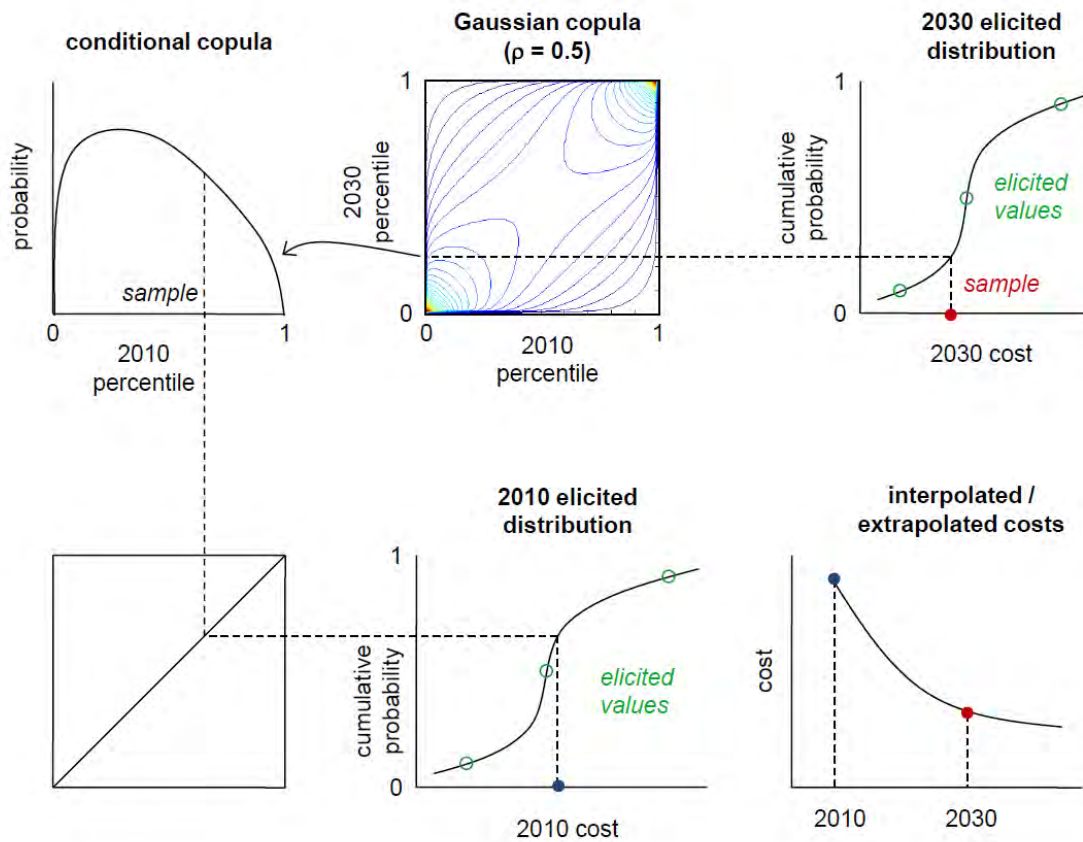 conditional copula
probability
sample
0
1
2010
percentile
Gaussian copula
(ρ = 0.5)
1
2030
percentile
0
0
1
2010
percentile
2030 elicited
distribution
1
cumulative
probability
elicited
values
sample
0
2030 cost
2010 elicited
distribution
1
cumulative
probability
elicited
values
0
2010 cost
interpolated /
extrapolated costs
cost
2010
2030